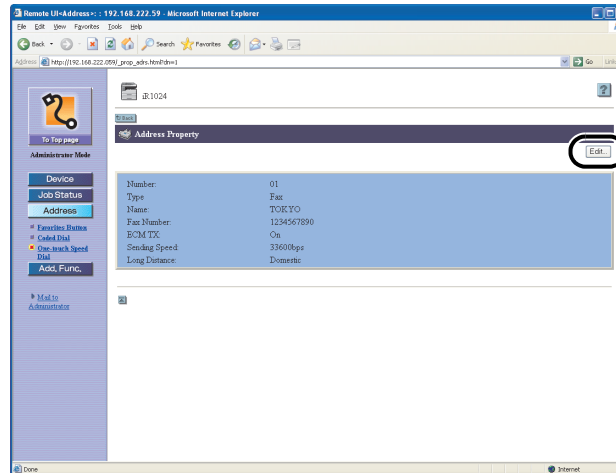 Remote UI<Address>: : 192.168.222.59 - Microsoft Internet Explorer
File Edit View Favorites Tools Help
Back Search Favorites
Address http://192.168.222.059/_prop_adrs.html?dn=1 Go Links
iR1024
Back
To Top page
Administrator Mode
Address Property
Edit...
Device
Job Status
Address
Favorites Button
Coded Dial
One-touch Speed
Dial
Add. Func.
Mail to
Administrator
Number: 01
Type Fax
Name: TOKYO
Fax Number: 1234567890
ECM TX: On
Sending Speed: 33600bps
Long Distance: Domestic
Done Internet